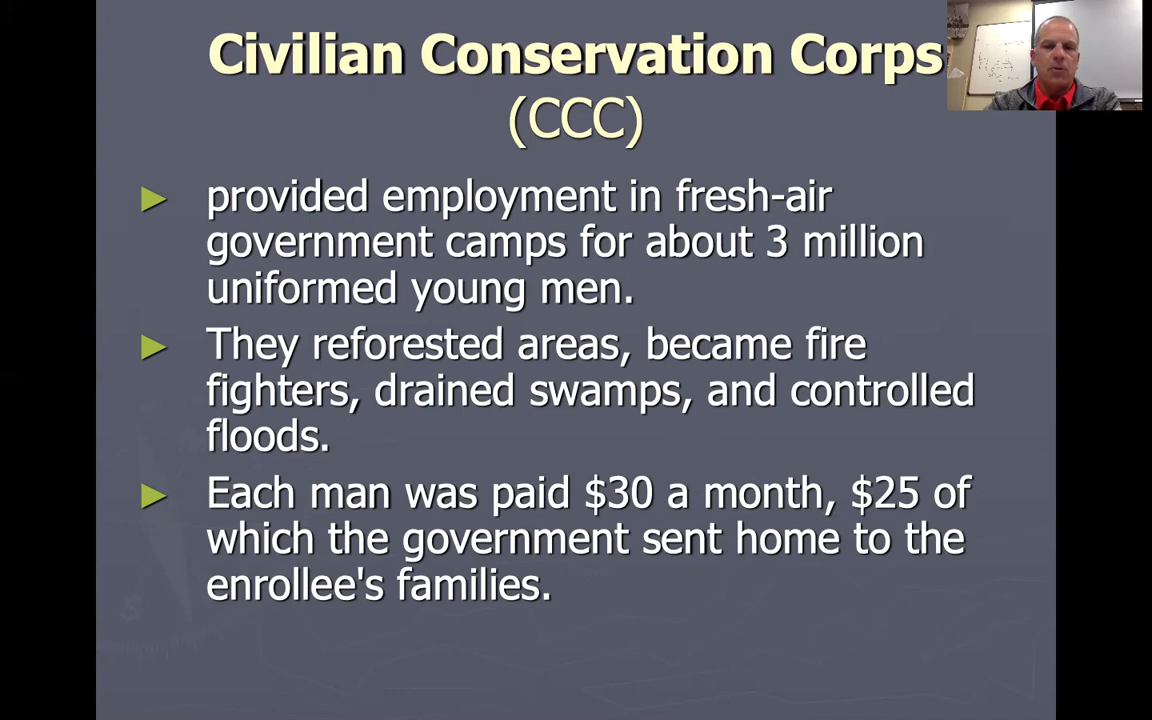 Civilian Conservation Corps
(CCC)
► provided employment in fresh-air
government camps for about 3 million
uniformed young men.
► They reforested areas, became fire
fighters, drained swamps, and controlled
floods.
► Each man was paid $30 a month, $25 of
which the government sent home to the
enrollee's families.